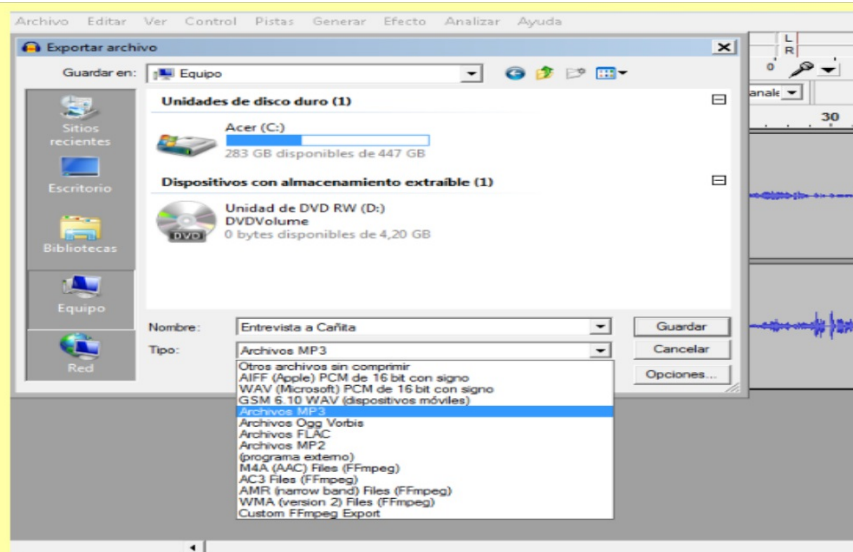 Archivo Editar Ver Control Pistas Generar Efecto Analizar Ayuda
Exportar archivo
Guardar en: Equipo
Sitios recientes
Escritorio
Bibliotecas
Equipo
Red
Unidades de disco duro (1)
Acer (C:)
283 GB disponibles de 447 GB
Dispositivos con almacenamiento extraíble (1)
Unidad de DVD RW (D:)
DVDVolume
DVD
0 bytes disponibles de 4,20 GB
Nombre: Entrevista a Cañita
Guardar
Tipo: Archivos MP3
Cancelar
Opciones...
Otros archivos sin comprimir
AIFF (Apple) PCM de 16 bit con signo
WAV (Microsoft) PCM de 16 bit con signo
GSM 6.10 WAV (dispositivos móviles)
Archivos MP3
Archivos Ogg Vorbis
Archivos FLAC
Archivos MP2
(programa externo)
M4A (AAC) Files (FFmpeg)
AC3 Files (FFmpeg)
AMR (narrow band) Files (FFmpeg)
WMA (version 2) Files (FFmpeg)
Custom FFmpeg Export
L
R
0
anale
30